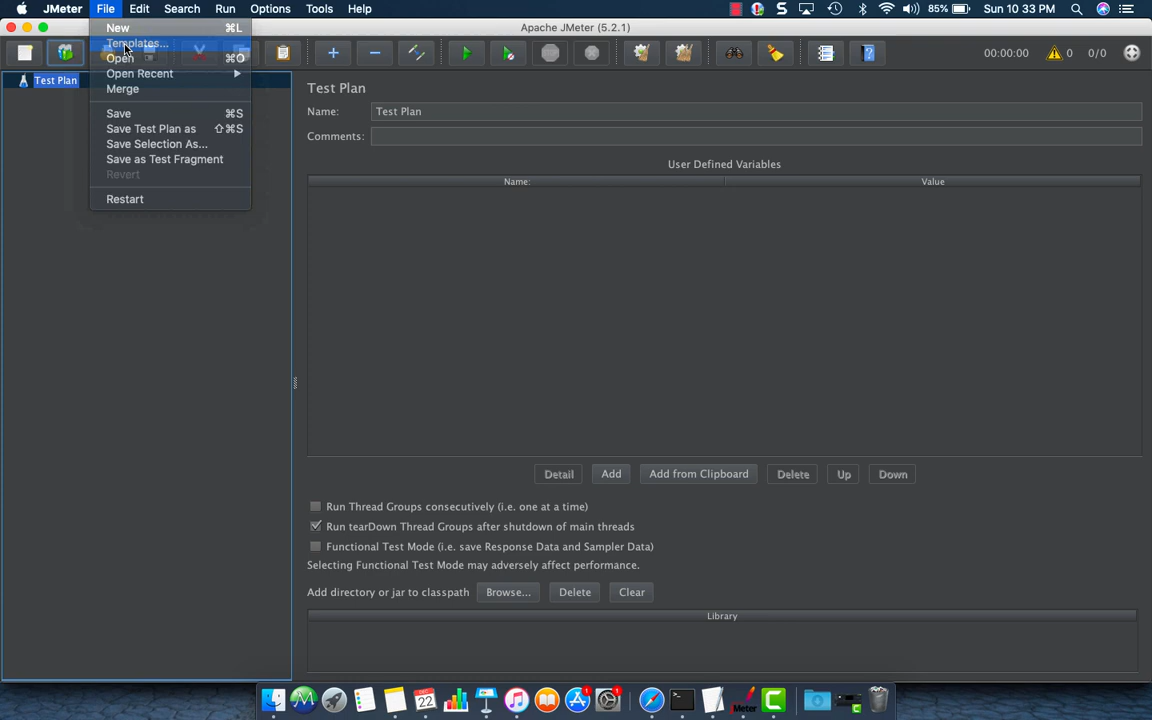 JMeter File Edit Search Run Options Tools Help 85% Sun 10 33 PM
Apache JMeter (5.2.1)
New ⌘L
Templates...
Open ⌘O
Open Recent
Merge
Save ⌘S
Save Test Plan as ⇧⌘S
Save Selection As...
Save as Test Fragment
Revert
Restart
00:00:00 0 0/0
Test Plan
Test Plan
Name: Test Plan
Comments:
User Defined Variables
Name: Value
Detail Add Add from Clipboard Delete Up Down
Run Thread Groups consecutively (i.e. one at a time)
Run tearDown Thread Groups after shutdown of main threads
Functional Test Mode (i.e. save Response Data and Sampler Data)
Selecting Functional Test Mode may adversely affect performance.
Add directory or jar to classpath Browse... Delete Clear
Library
22
1
1
Meter